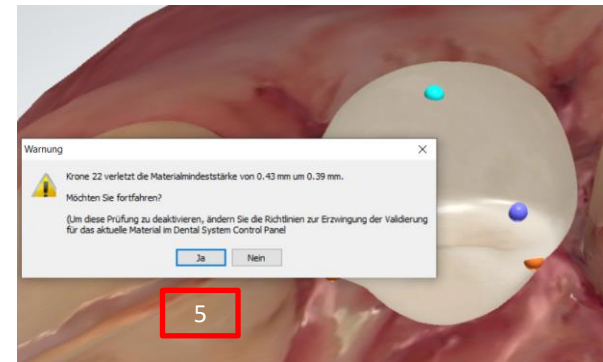 Warnung
Krone 22 verletzt die Materialmindeststärke von 0.43 mm um 0.39 mm.
Möchten Sie fortfahren?
(Um diese Prüfung zu deaktivieren, ändern Sie die Richtlinien zur Erzwingung der Validierung
für das aktuelle Material im Dental System Control Panel
Ja Nein
5